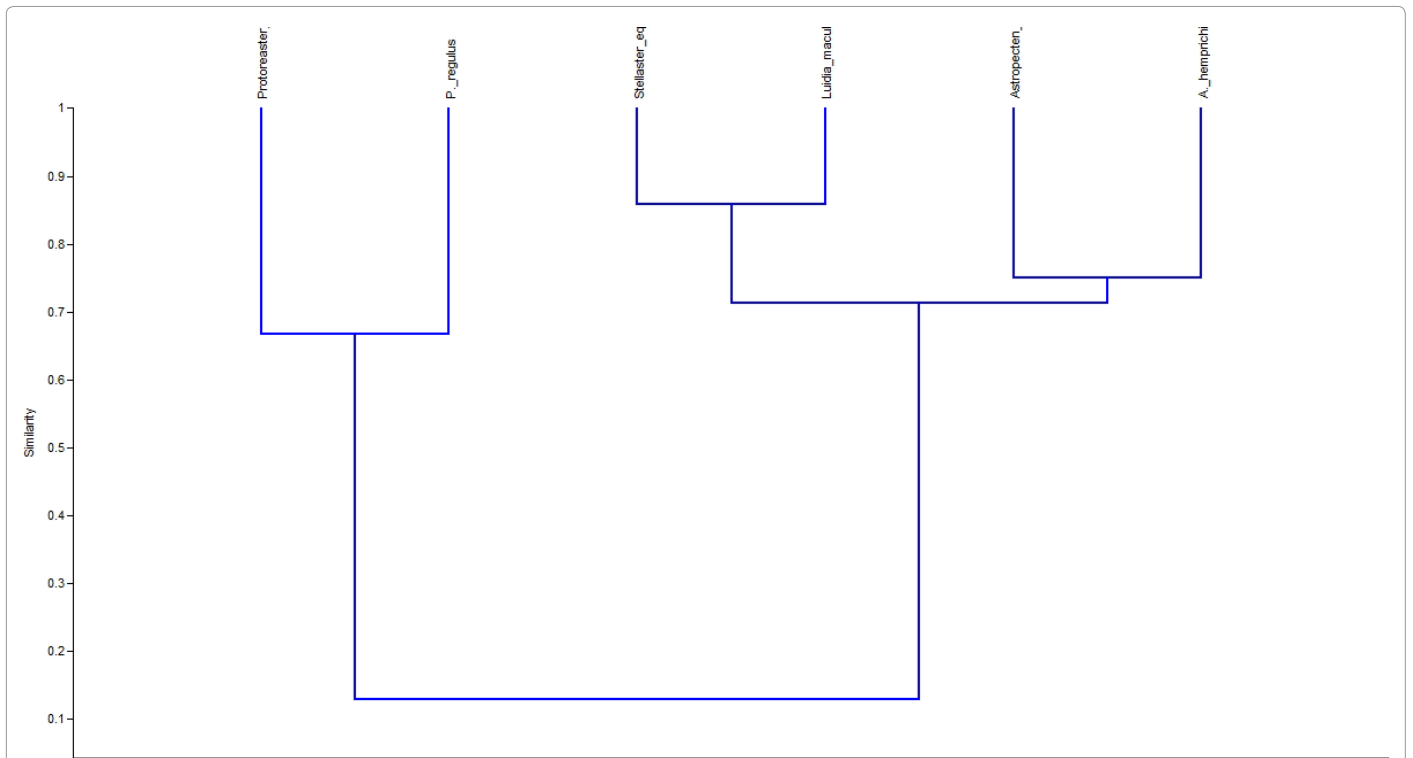 Protoreaster.
P._regulus
Stellaster_eq
Luidia_macul
Astropecten_
A._hemprichi
1
0.9
0.8
0.7
0.6
0.5
0.4
0.3
0.2
0.1
Similarity